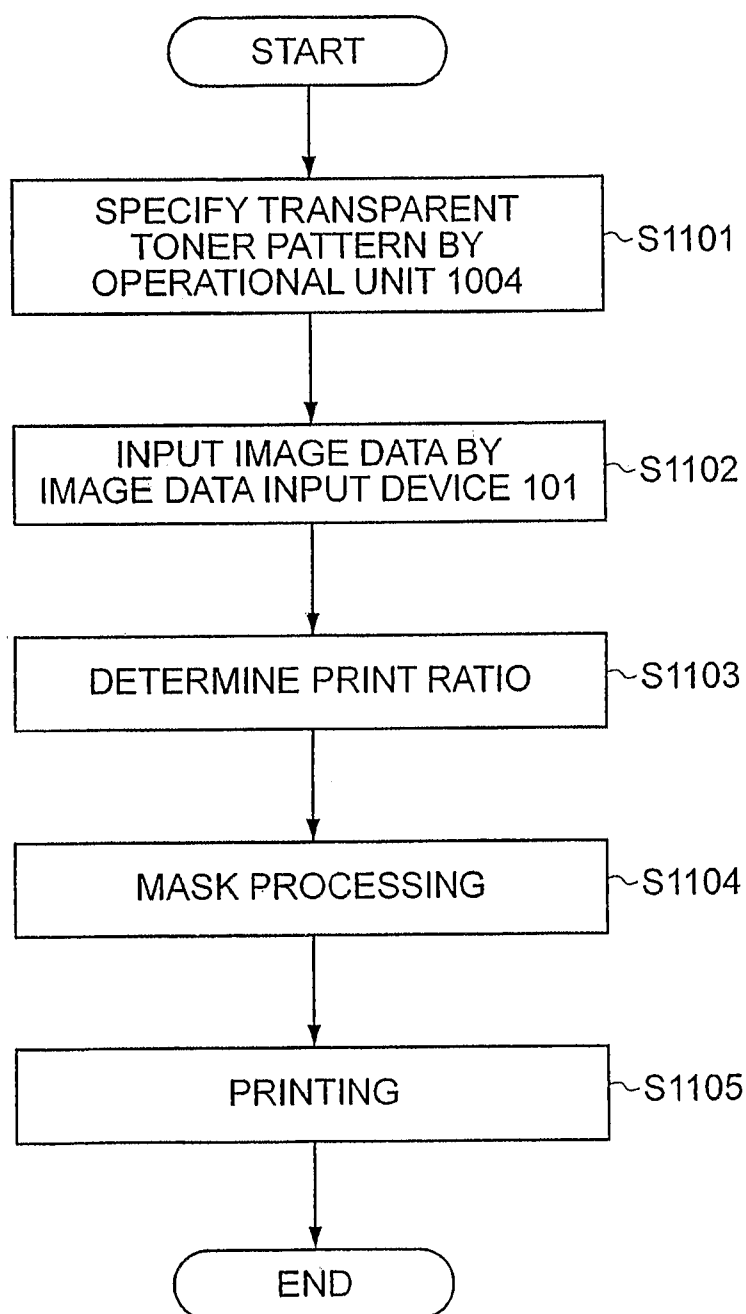 START
SPECIFY TRANSPARENT
TONER PATTERN BY
OPERATIONAL UNIT 1004
~S1101
INPUT IMAGE DATA BY
IMAGE DATA INPUT DEVICE 101
~S1102
DETERMINE PRINT RATIO
~S1103
MASK PROCESSING
~S1104
PRINTING
~S1105
END